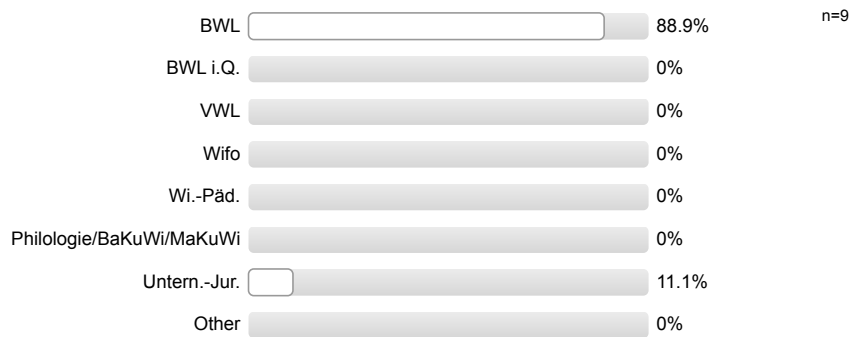 BWL 88.9% n=9
BWL i.Q. 0%
VWL 0%
Wifo 0%
Wi.-Päd. 0%
Philologie/BaKuWi/MaKuWi 0%
Untern.-Jur. 11.1%
Other 0%